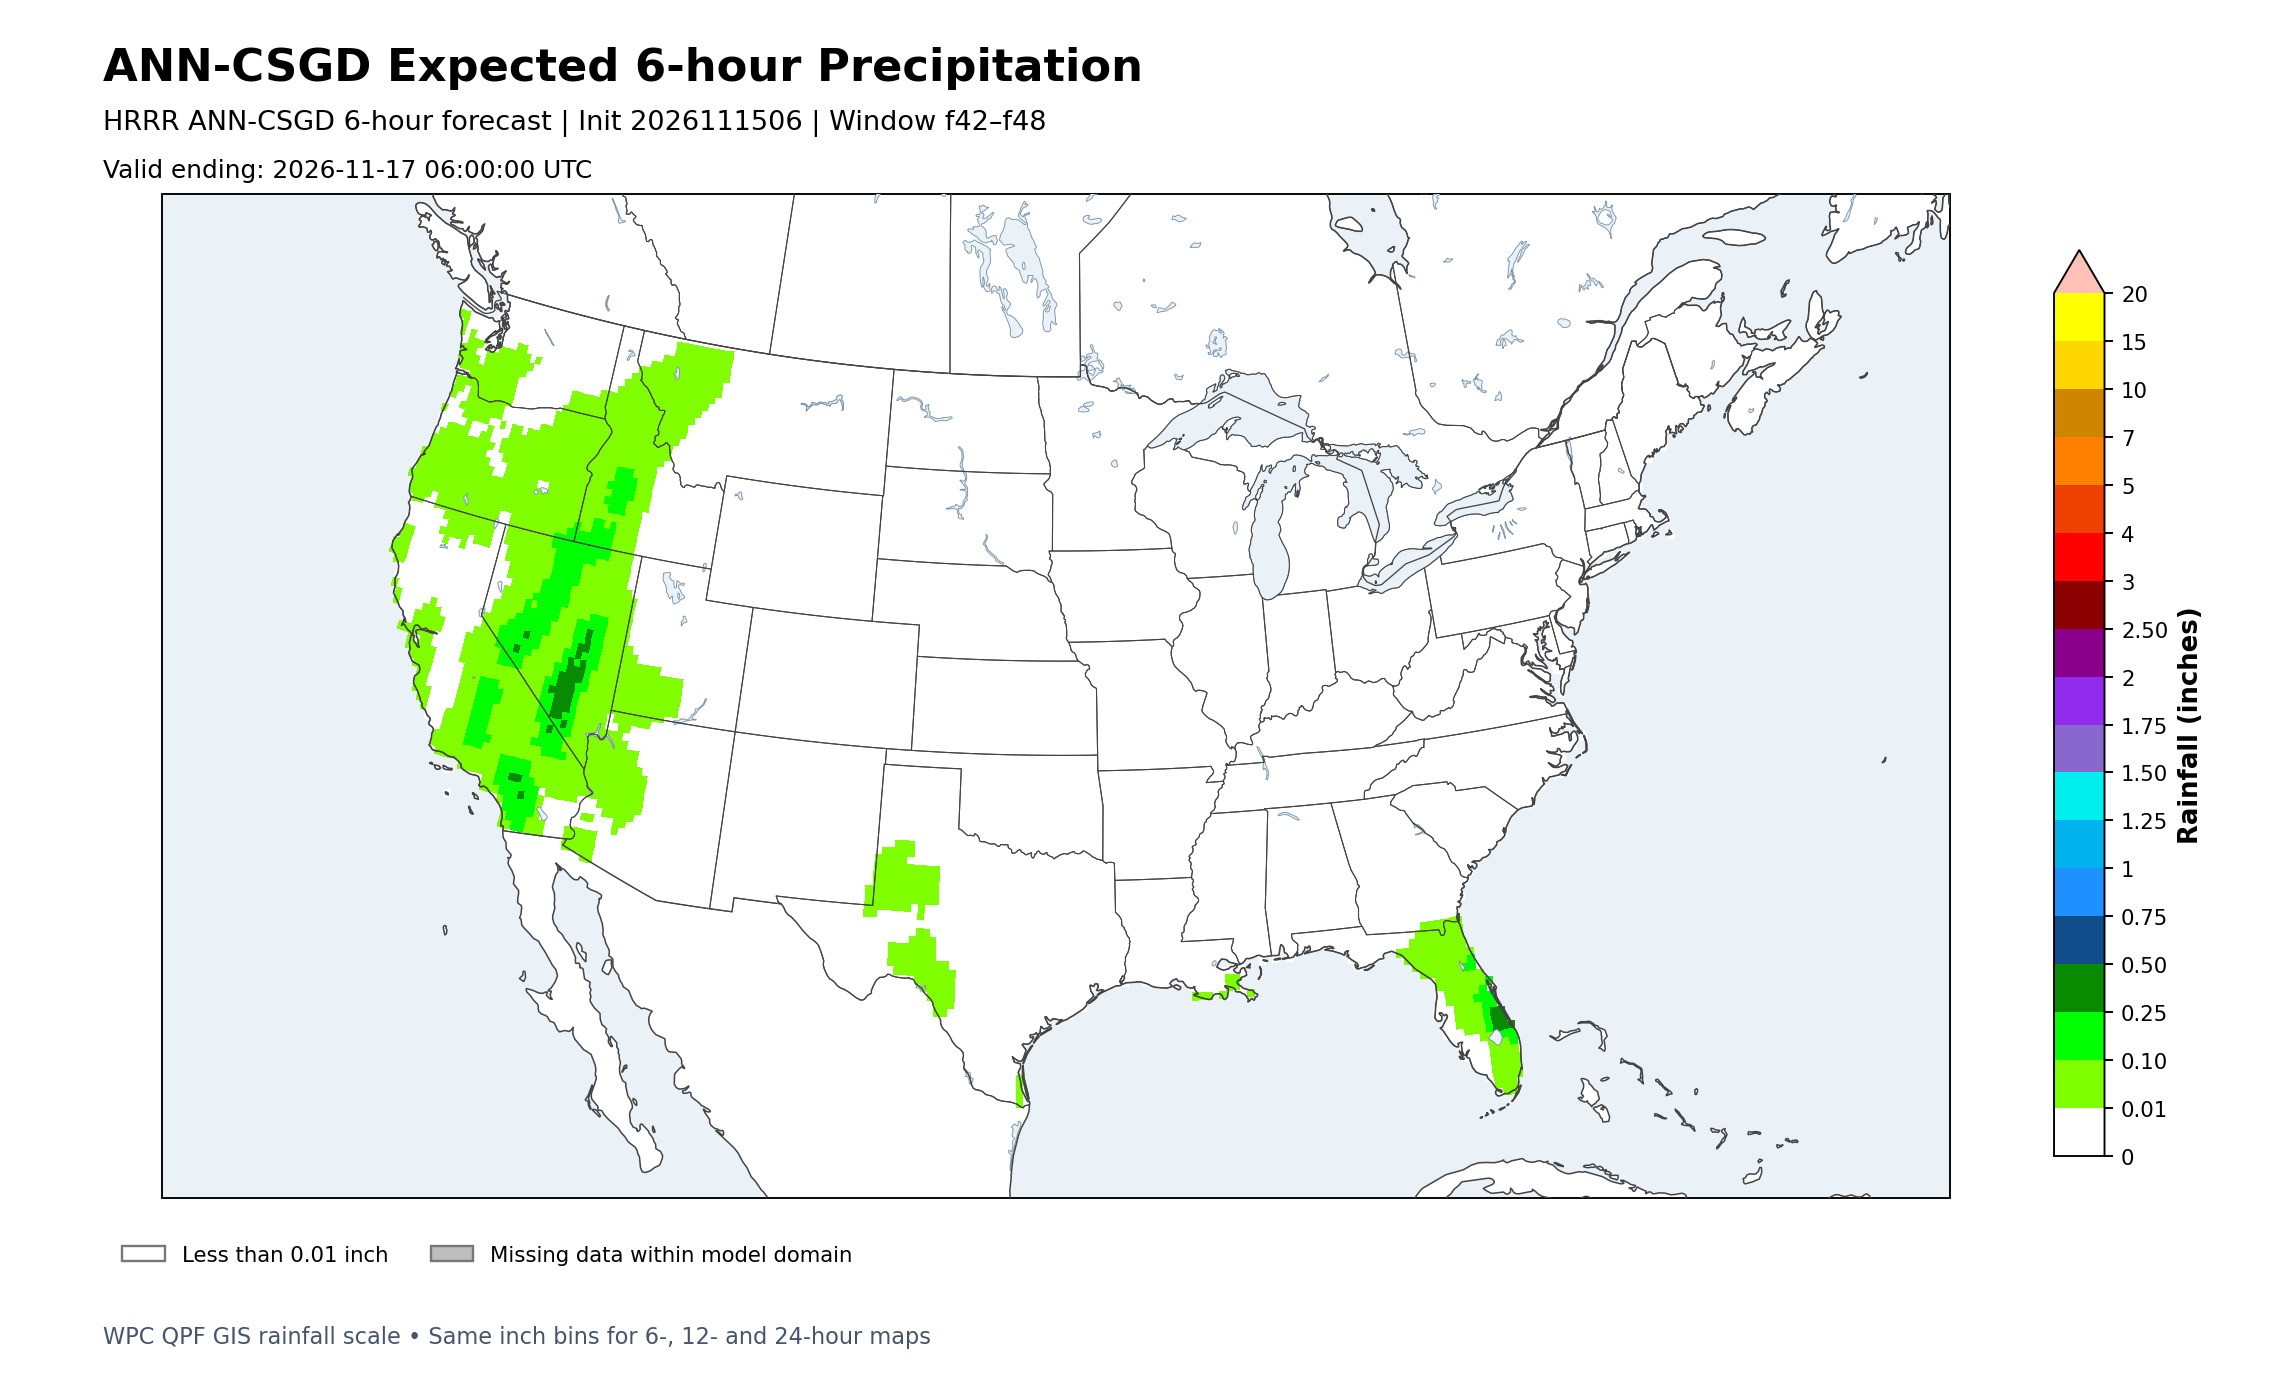 ANN-CSGD Expected 6-hour Precipitation
HRRR ANN-CSGD 6-hour forecast | Init 2026111506 | Window f42–f48
Valid ending: 2026-11-17 06:00:00 UTC
20
15
10
7
5
4
3
2.50
2
1.75
1.50
1.25
1
0.75
0.50
0.25
0.10
0.01
0
Rainfall (inches)
Less than 0.01 inch
Missing data within model domain
WPC QPF GIS rainfall scale • Same inch bins for 6-, 12- and 24-hour maps